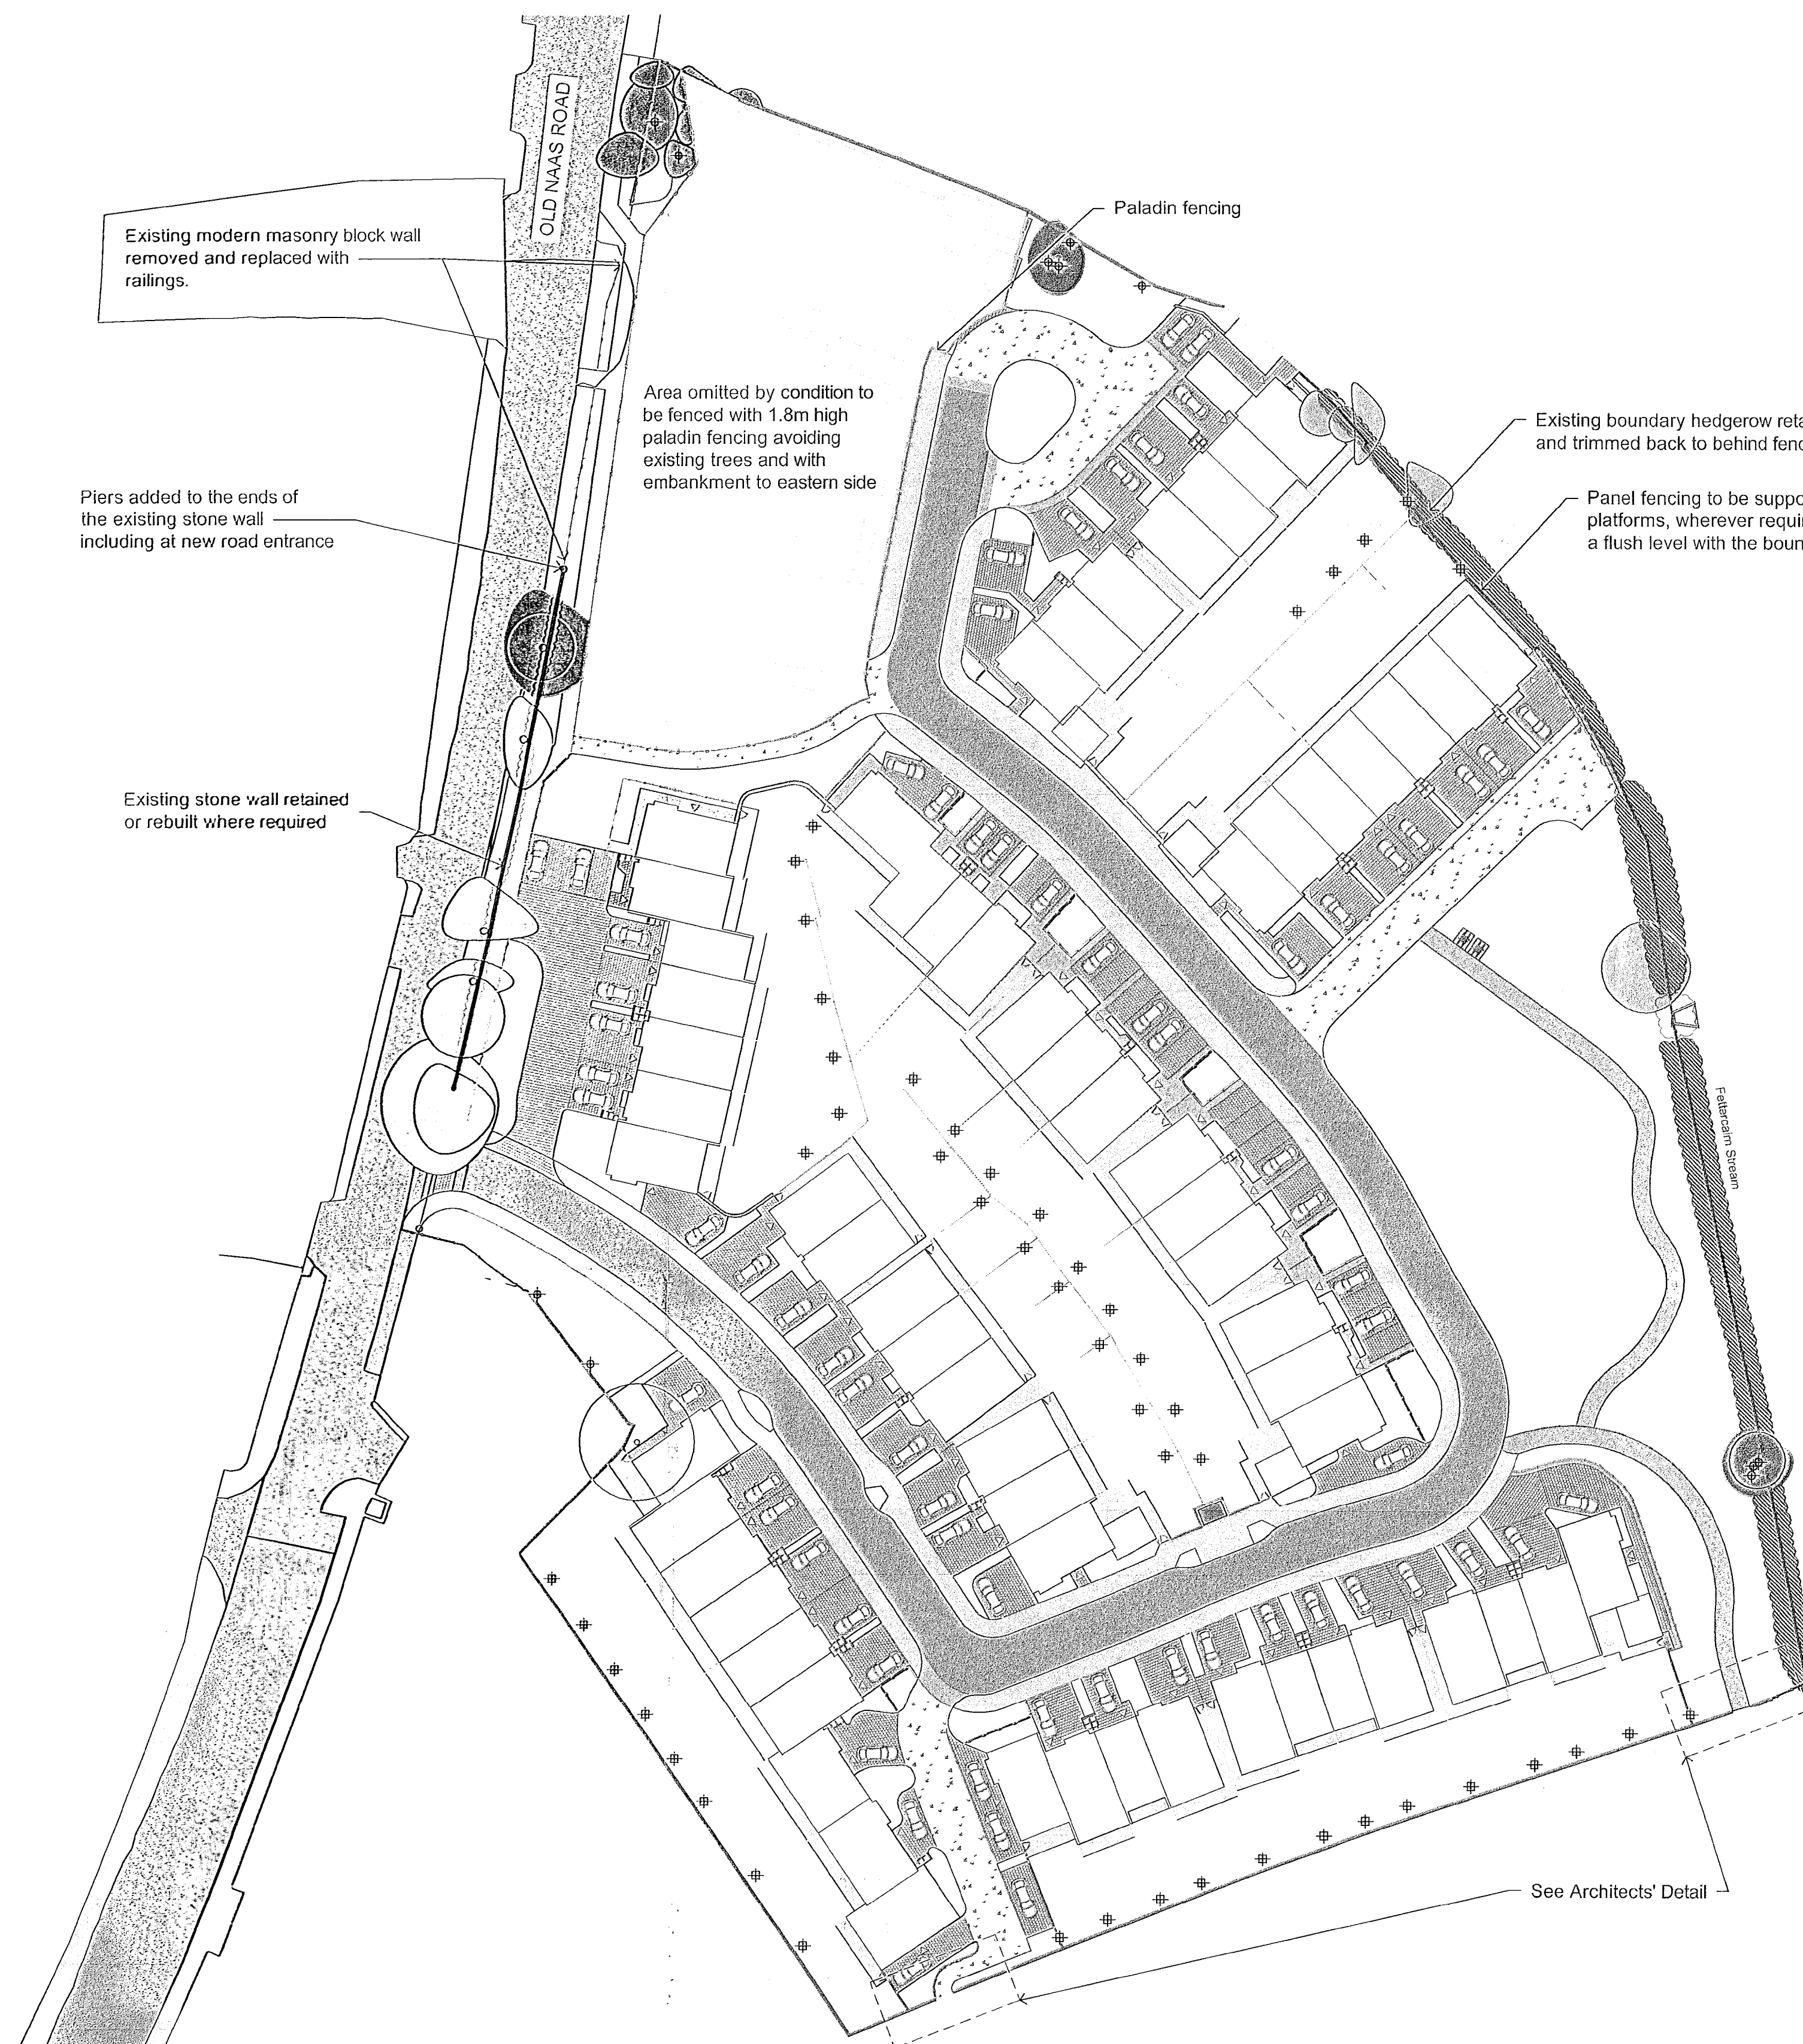 OLD NAAS ROAD
Paladin fencing
Existing modern masonry block wall
removed and replaced with
railings.
Area omitted by condition to
be fenced with 1.8m high
paladin fencing avoiding
existing trees and with
embankment to eastern side
Existing boundary hedgerow reta
and trimmed back to behind fenc
Piers added to the ends of
the existing stone wall
including at new road entrance
Panel fencing to be suppo
platforms, wherever requi
a flush level with the boun
Existing stone wall retained
or rebuilt where required
Fettercairn Stream
See Architects' Detail